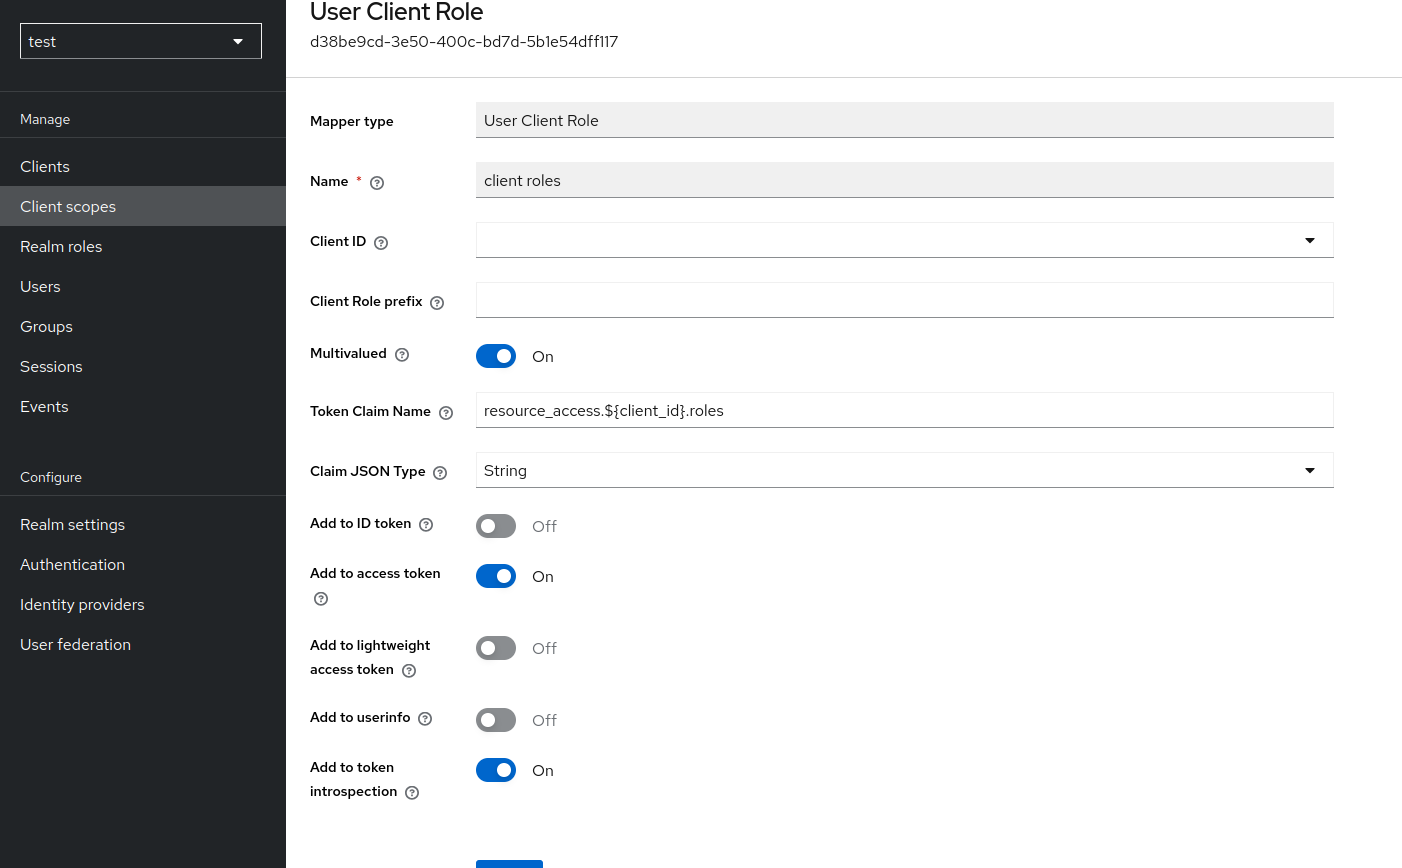 test
Manage
Clients
Client scopes
Realm roles
Users
Groups
Sessions
Events
Configure
Realm settings
Authentication
Identity providers
User federation
User Client Role
d38be9cd-3e50-400c-bd7d-5b1e54dff117
Mapper type
User Client Role
Name *
client roles
Client ID
Client Role prefix
Multivalued
On
Token Claim Name
resource_access.${client_id}.roles
Claim JSON Type
String
Add to ID token
Off
Add to access token
On
Add to lightweight
access token
Off
Add to userinfo
Off
Add to token
introspection
On